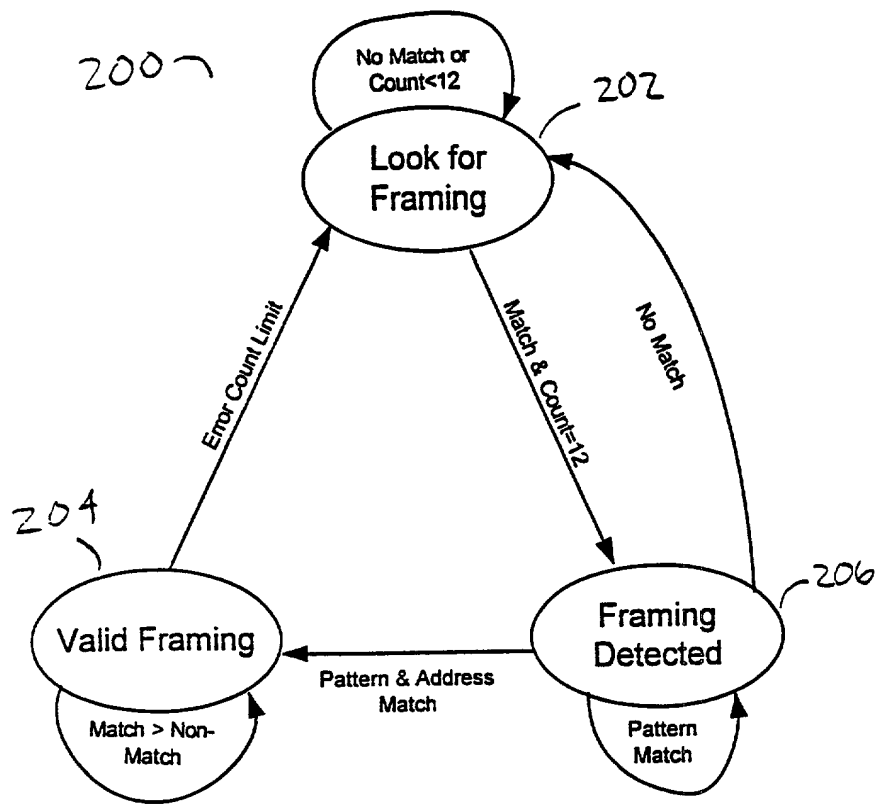 200
No Match or
Count<12
202
Look for
Framing
Error Count Limit
Match & Count=12
No Match
204
206
Valid Framing
Framing
Detected
Pattern & Address
Match
Match > Non-
Match
Pattern
Match